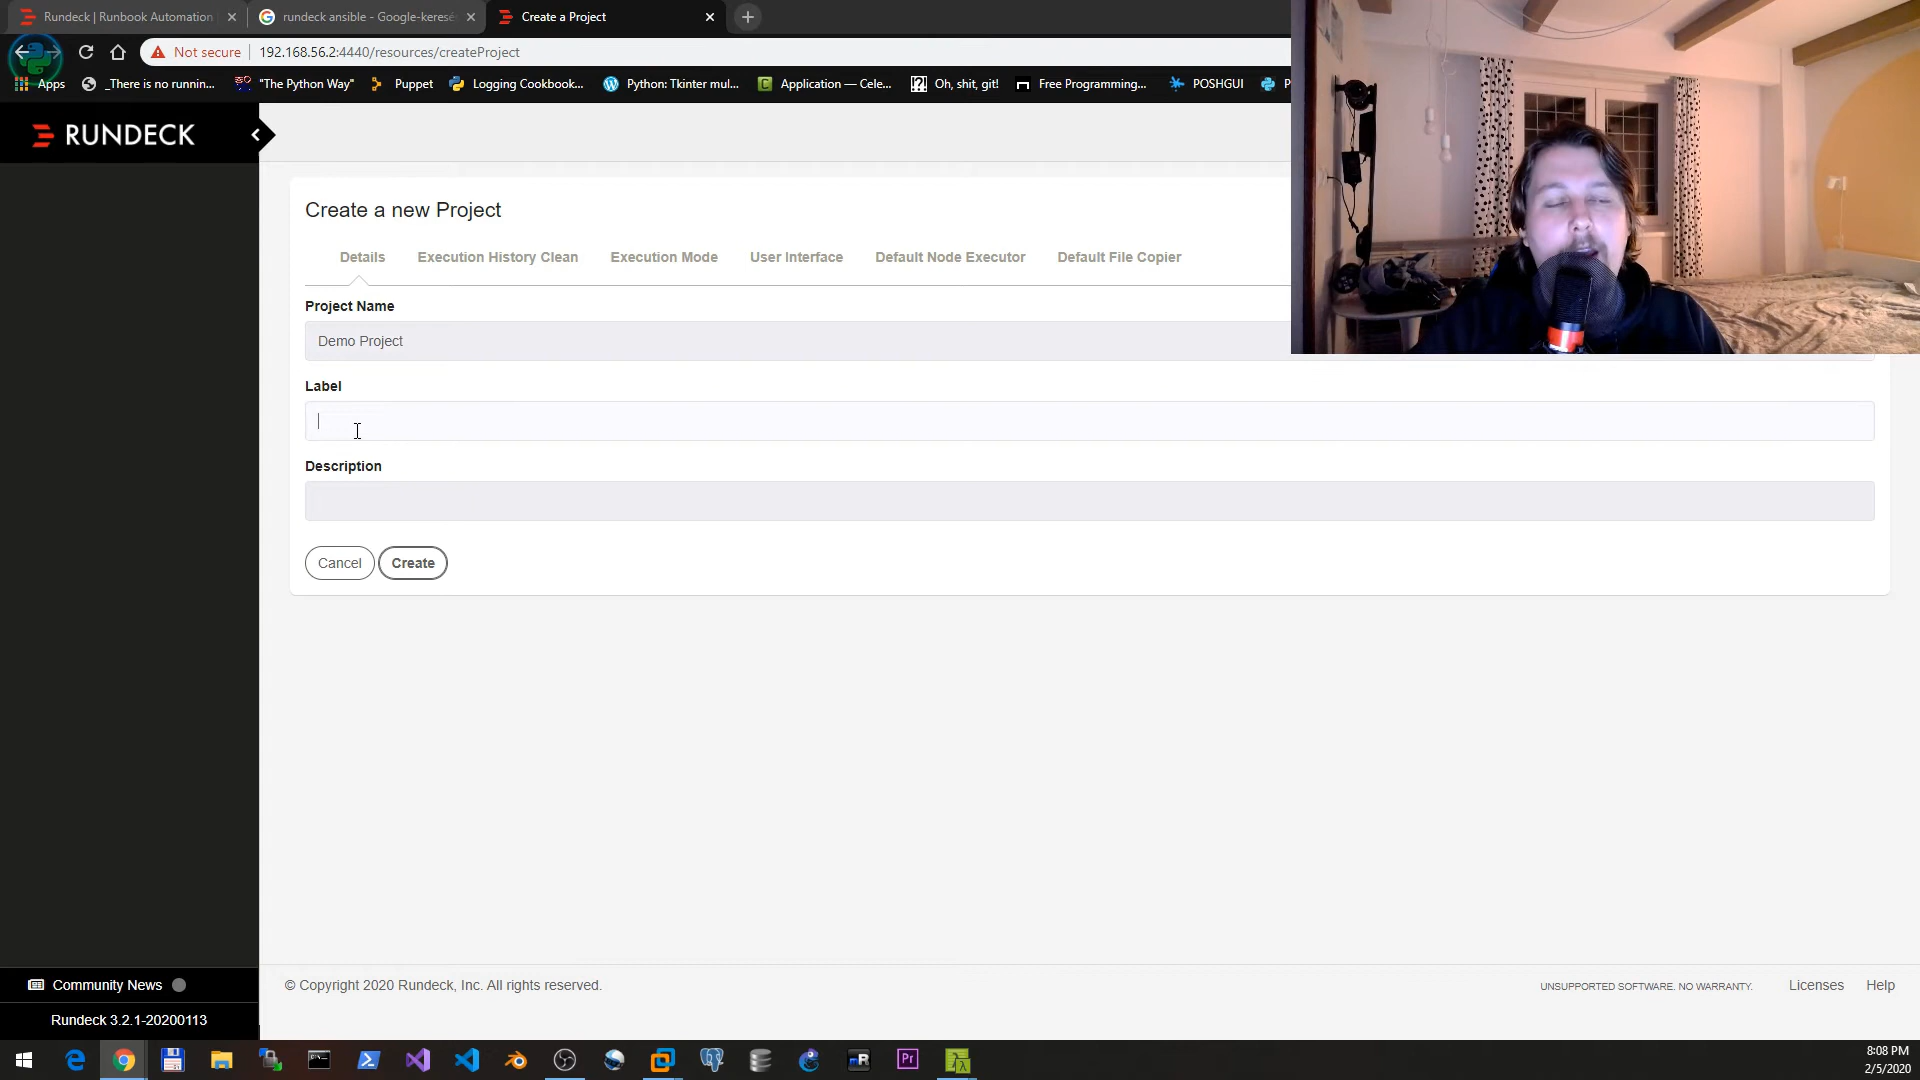 Rundeck | Runbook Automation
rundeck ansible - Google-keresé
Create a Project
Not secure
192.168.56.2:4440/resources/createProject
Apps
_There is no runnin...
"The Python Way"
Puppet
Logging Cookbook...
Python: Tkinter mul...
Application — Cele...
Oh, shit, git!
Free Programming...
POSHGUI
P
RUNDECK
Create a new Project
Details
Execution History Clean
Execution Mode
User Interface
Default Node Executor
Default File Copier
Project Name
Demo Project
Label
Description
Cancel
Create
Community News
Rundeck 3.2.1-20200113
© Copyright 2020 Rundeck, Inc. All rights reserved.
UNSUPPORTED SOFTWARE. NO WARRANTY.
Licenses
Help
mR
Pr
8:08 PM
2/5/2020